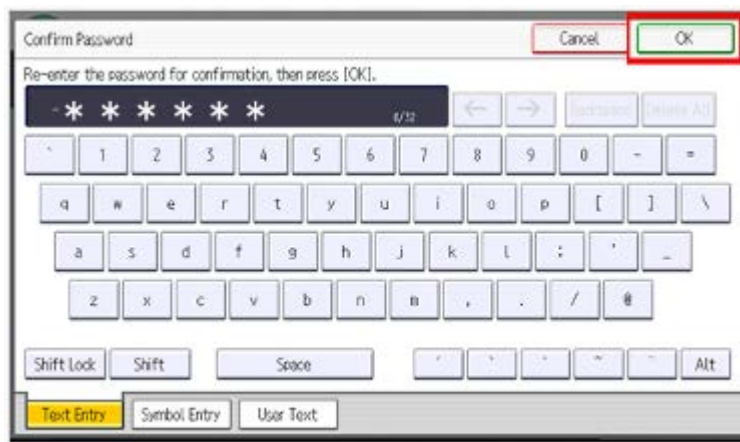 Confirm Password Cancel OK
Re-enter the password for confirmation, then press [OK].
* * * * * * 0/32 ← → Backspace Delete All
` 1 2 3 4 5 6 7 8 9 0 - =
q w e r t y u i o p [ ] \
a s d f g h j k l : ' _
z x c v b n m , . / @
Shift Lock Shift Space Alt
Text Entry Symbol Entry User Text